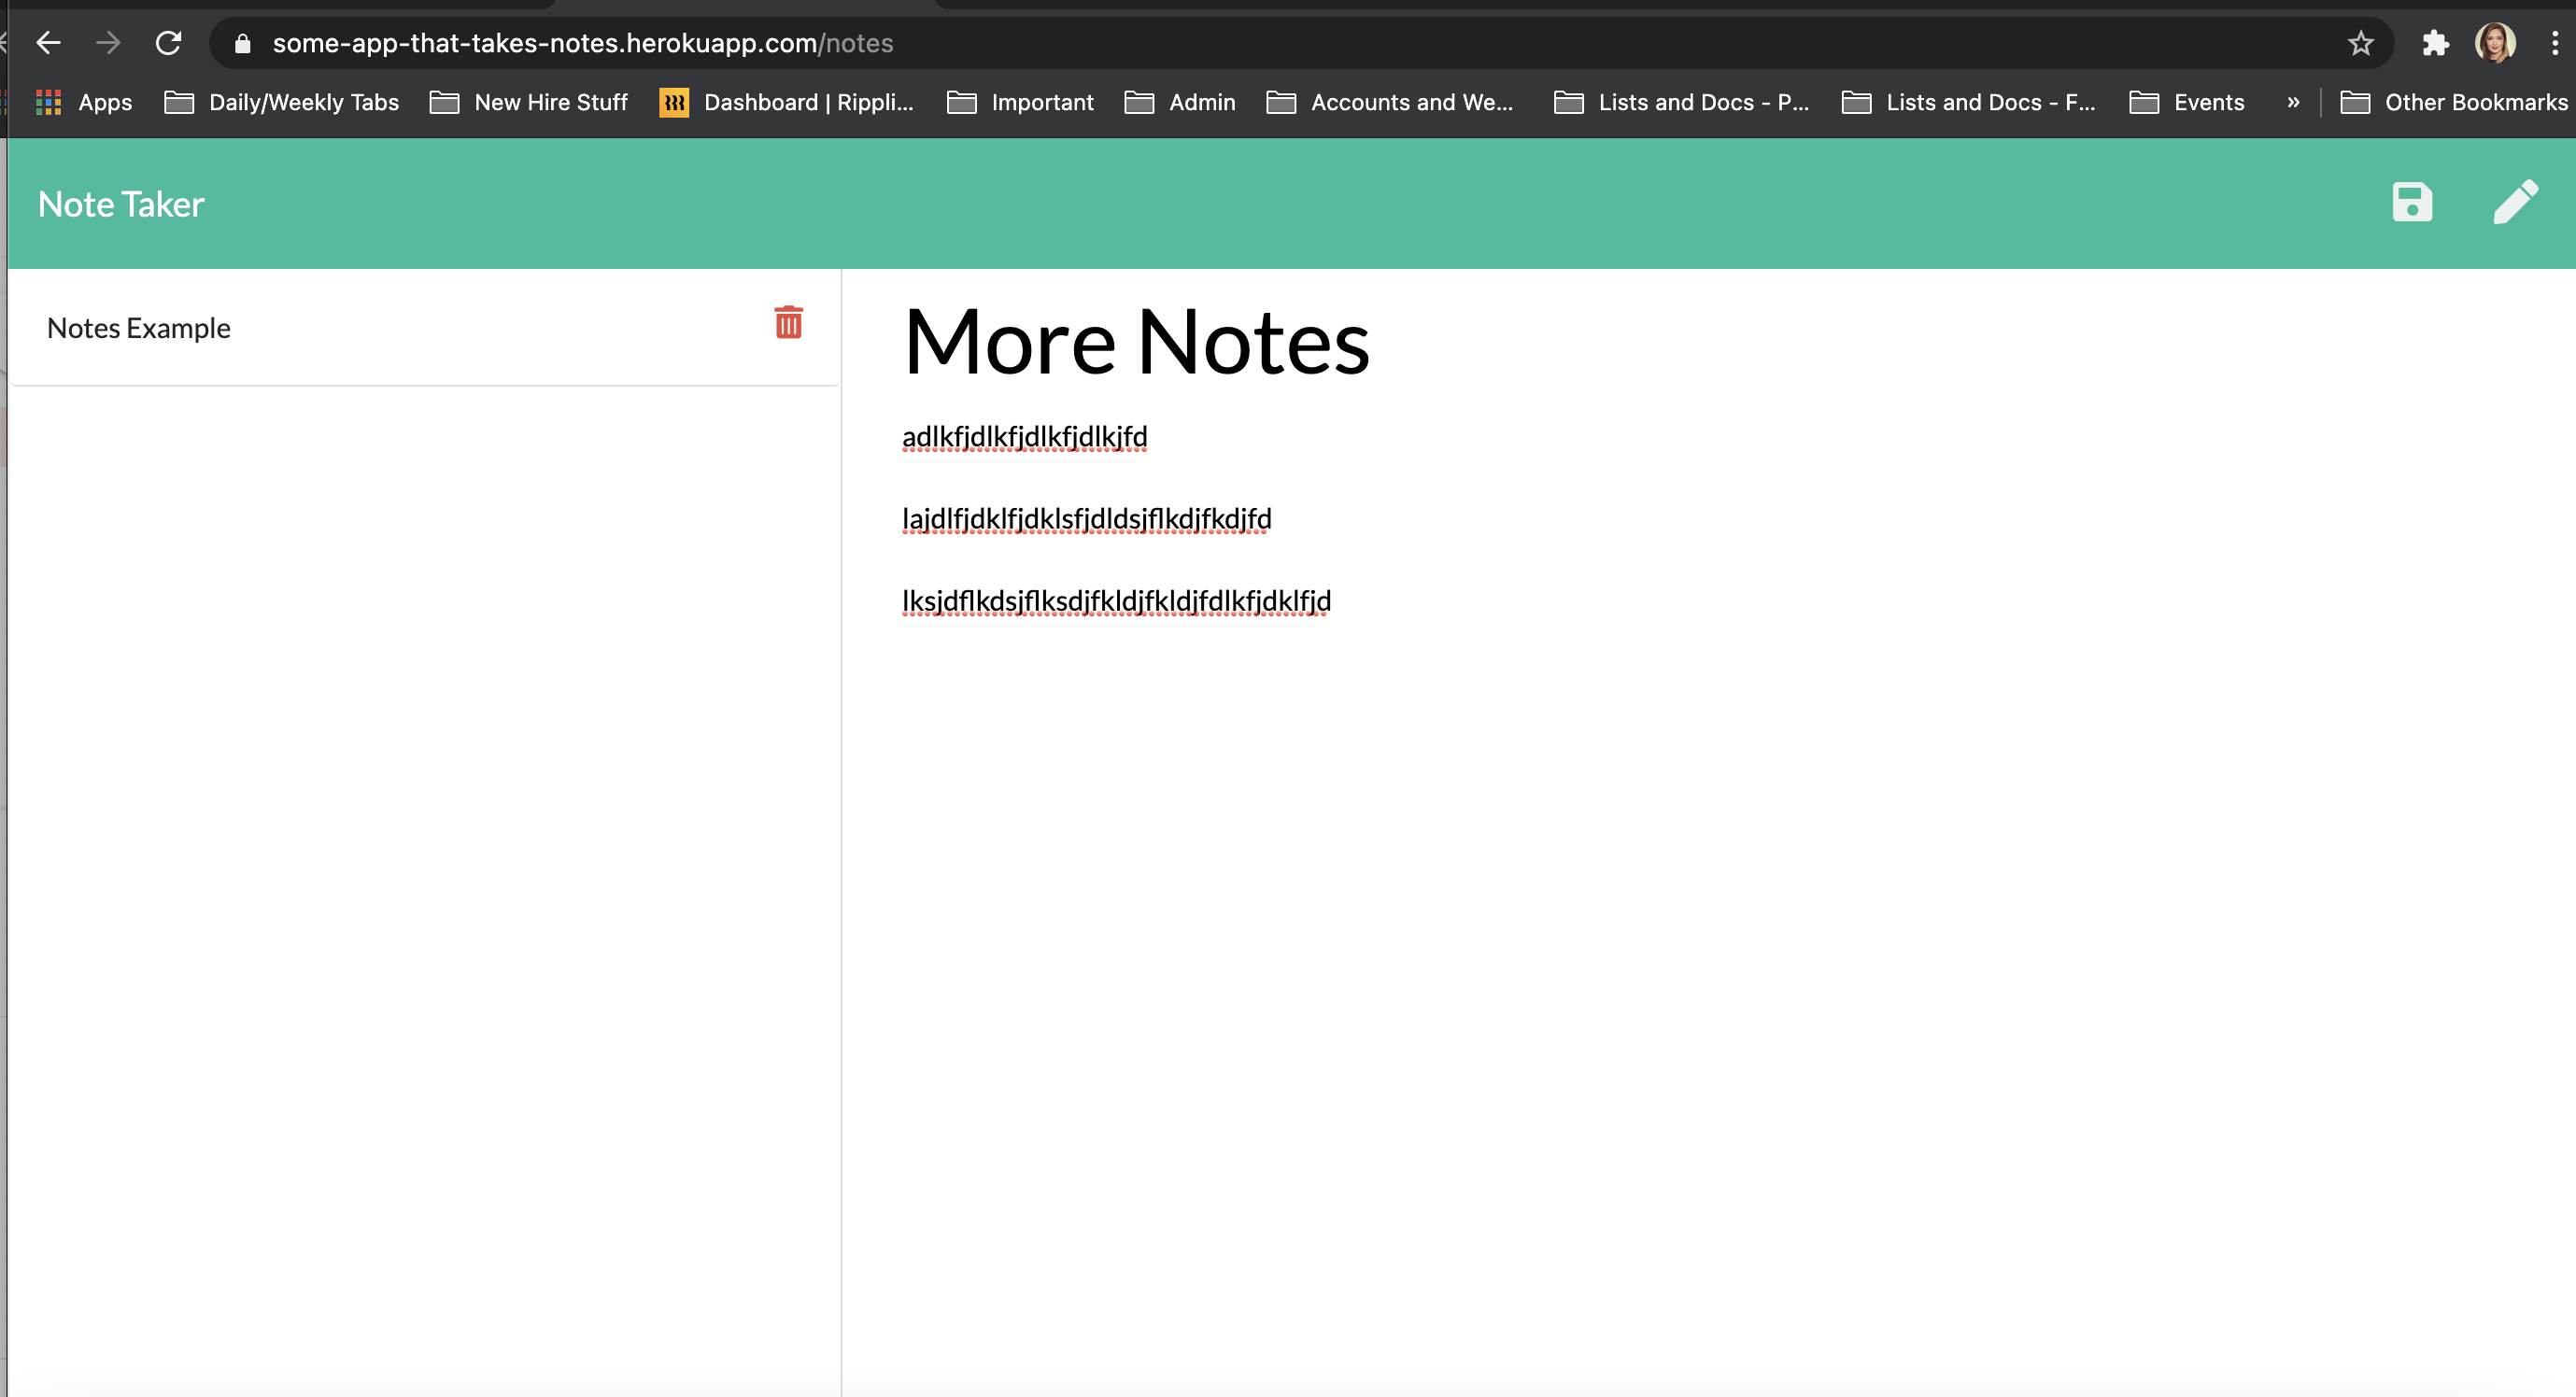 some-app-that-takes-notes.herokuapp.com/notes
Apps Daily/Weekly Tabs New Hire Stuff Dashboard | Rippli... Important Admin Accounts and We... Lists and Docs - P... Lists and Docs - F... Events » Other Bookmarks
Note Taker
Notes Example
More Notes
adlkfjdlkfjdlkfjdlkjfd
lajdlfjdklfjdklsfjdldsjflkdjfkdjfd
lksjdflkdsjflksdjfkldjfkldjfdlkfjdklfjd